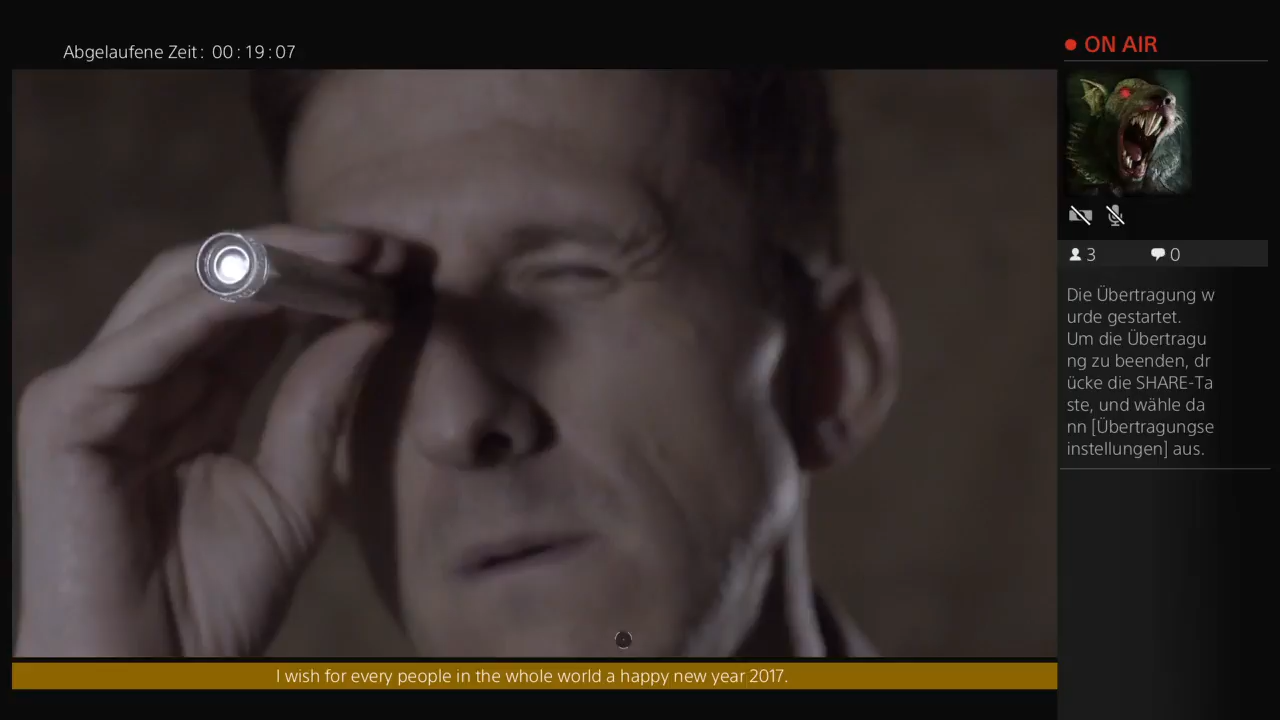 Abgelaufene Zeit: 00:19:07
ON AIR
3 0
Die Übertragung w
urde gestartet.
Um die Übertragu
ng zu beenden, dr
ücke die SHARE-Ta
ste, und wähle da
nn [Übertragungse
instellungen] aus.
I wish for every people in the whole world a happy new year 2017.